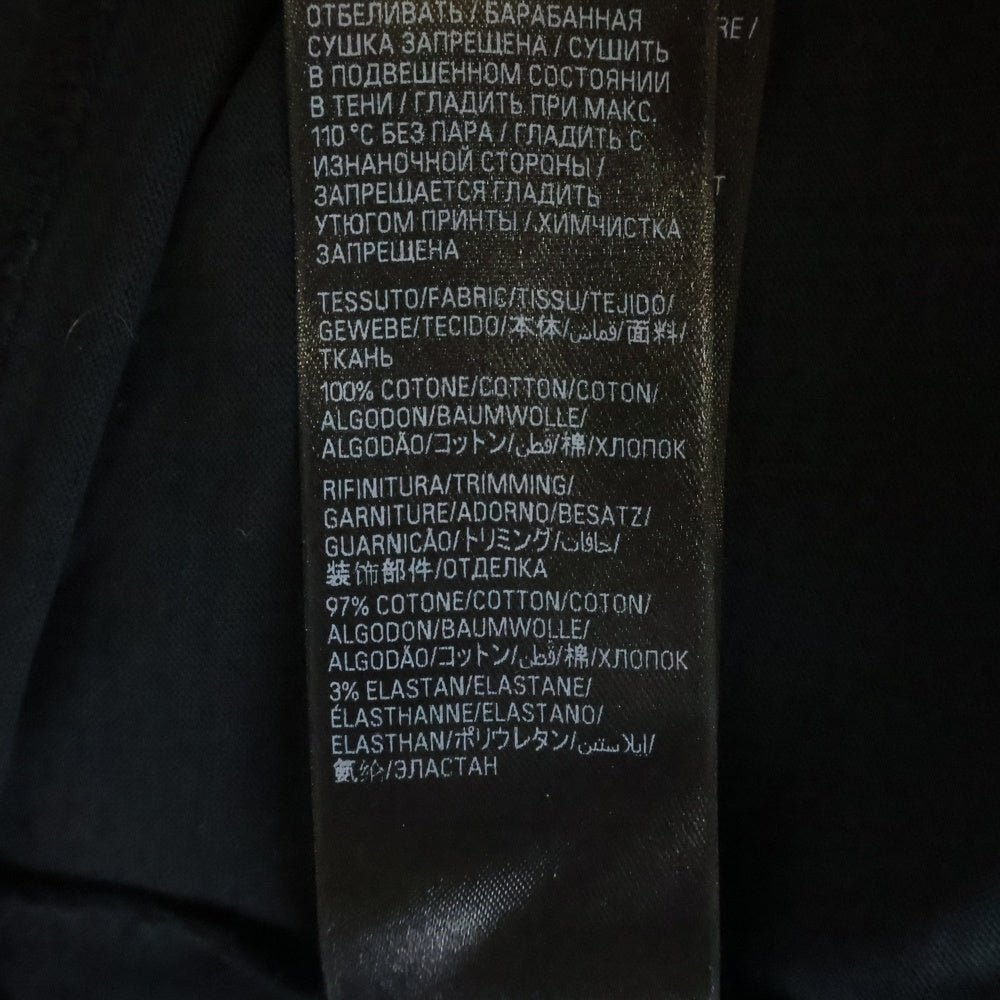 ОТБЕЛИВАТЬ / БАРАБАННАЯ
СУШКА ЗАПРЕЩЕНА / СУШИТЬ
В ПОДВЕШЕННОМ СОСТОЯНИИ
В ТЕНИ / ГЛАДИТЬ ПРИ МАКС.
110 °C БЕЗ ПАРА / ГЛАДИТЬ С
ИЗНАНОЧНОЙ СТОРОНЫ /
ЗАПРЕЩАЕТСЯ ГЛАДИТЬ
УТЮГОМ ПРИНТЫ / ХИМЧИСТКА
ЗАПРЕЩЕНА
TESSUTO/FABRIC/TISSU/TEJIDO/
GEWEBE/TECIDO/本体/قماش/面料/
ТКАНЬ
100% COTONE/COTTON/COTON/
ALGODON/BAUMWOLLE/
ALGODÃO/コットン/قطن/棉/ХЛОПОК
RIFINITURA/TRIMMING/
GARNITURE/ADORNO/BESATZ/
GUARNICÃO/トリミング/حافات/
装饰部件/ОТДЕЛКА
97% COTONE/COTTON/COTON/
ALGODON/BAUMWOLLE/
ALGODÃO/コットン/قطن/棉/ХЛОПОК
3% ELASTAN/ELASTANE/
ÉLASTHANNE/ELASTANO/
ELASTHAN/ポリウレタン/إيلاستين/
氨纶/ЭЛАСТАН
RE /
T